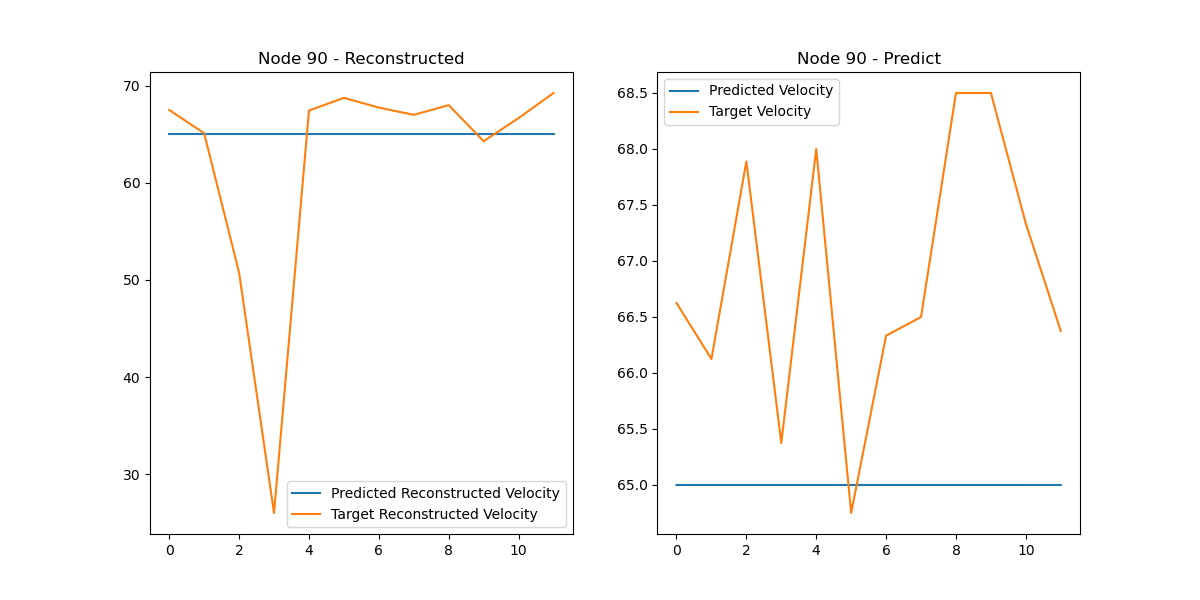 Node 90 - Reconstructed
70
60
50
40
30
Predicted Reconstructed Velocity
Target Reconstructed Velocity
0 2 4 6 8 10
Node 90 - Predict
Predicted Velocity
Target Velocity
68.5
68.0
67.5
67.0
66.5
66.0
65.5
65.0
0 2 4 6 8 10